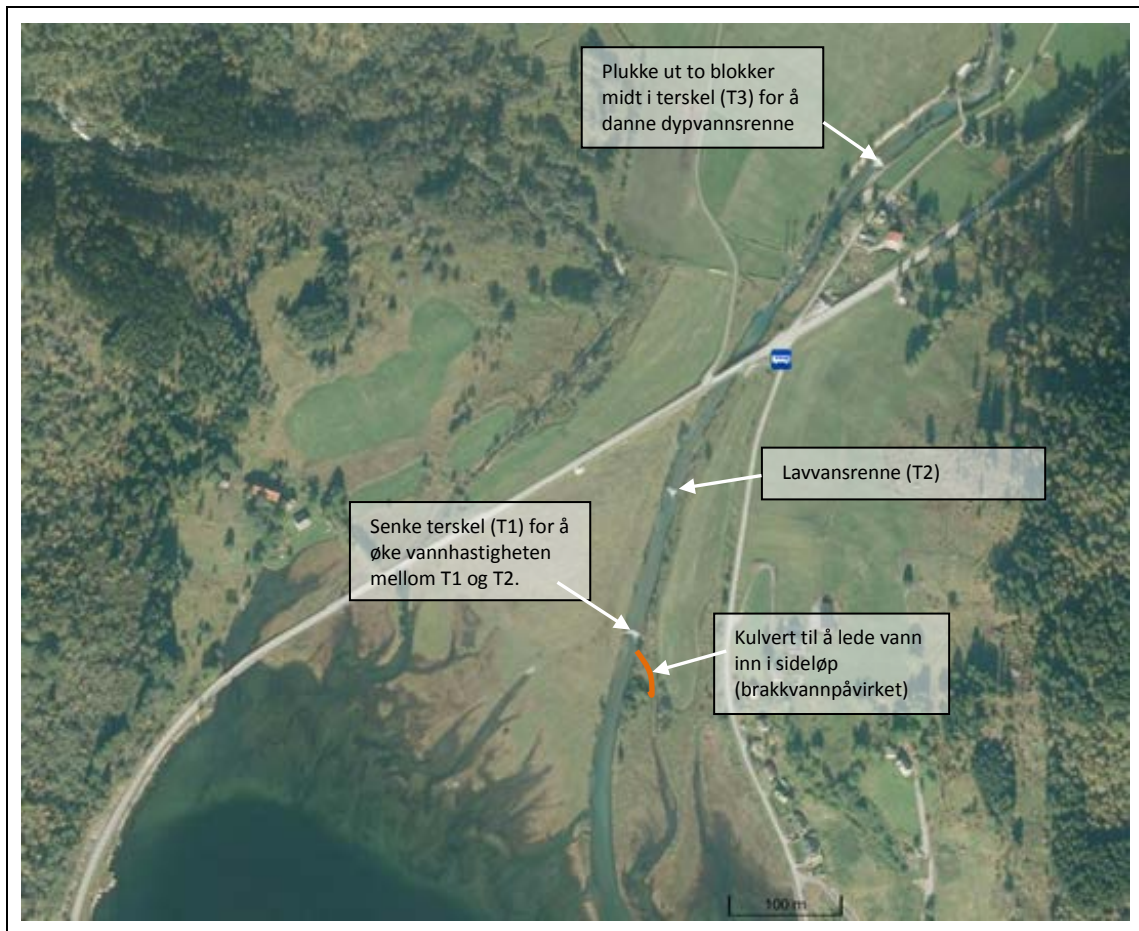 Plukke ut to blokker
midt i terskel (T3) for å
danne dypvannsrenne
Lavvansrenne (T2)
Senke terskel (T1) for å
øke vannhastigheten
mellom T1 og T2.
Kulvert til å lede vann
inn i sideløp
(brakkvannpåvirket)
100 m